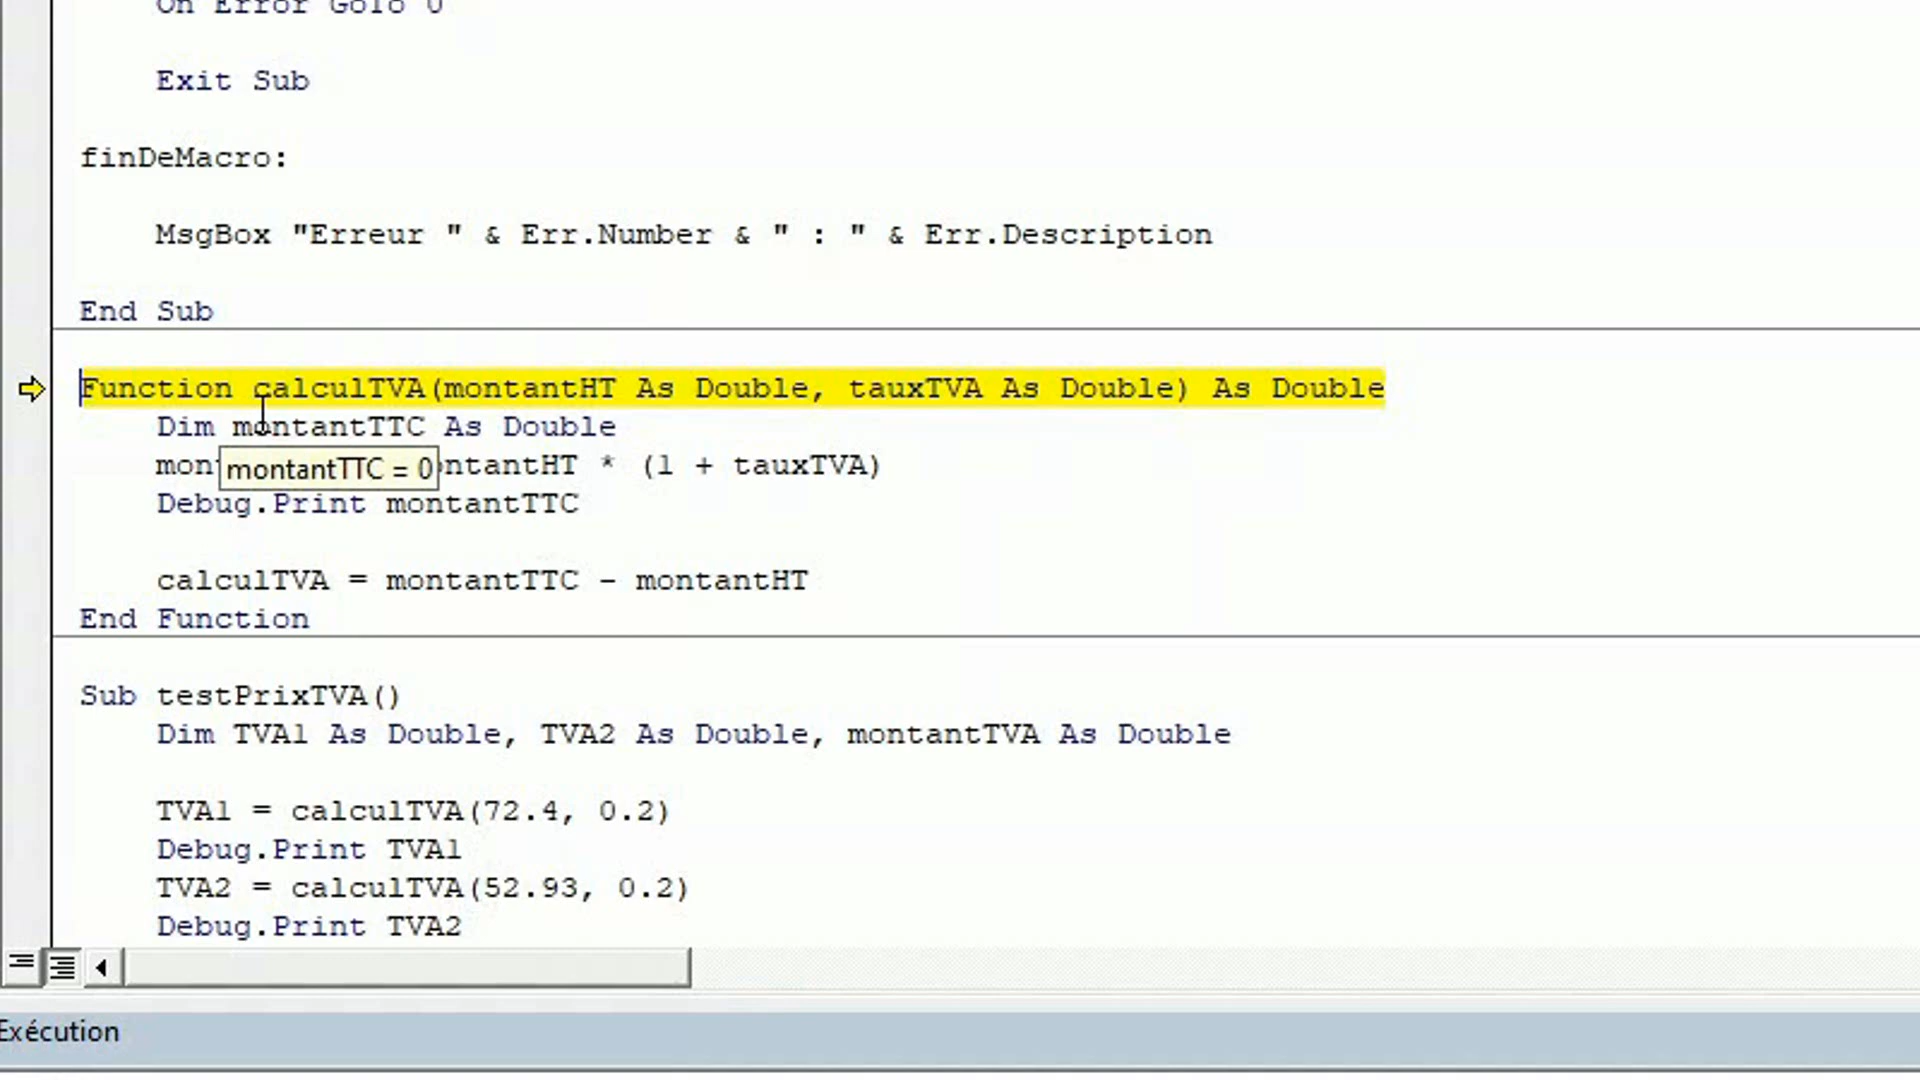 On Error GoTo 0
Exit Sub
finDeMacro:
MsgBox "Erreur " & Err.Number & " : " & Err.Description
End Sub
Function calculTVA(montantHT As Double, tauxTVA As Double) As Double
Dim montantTTC As Double
mon montantTTC = 0 ontantHT * (1 + tauxTVA)
Debug.Print montantTTC
calculTVA = montantTTC - montantHT
End Function
Sub testPrixTVA()
Dim TVA1 As Double, TVA2 As Double, montantTVA As Double
TVA1 = calculTVA(72.4, 0.2)
Debug.Print TVA1
TVA2 = calculTVA(52.93, 0.2)
Debug.Print TVA2
Exécution